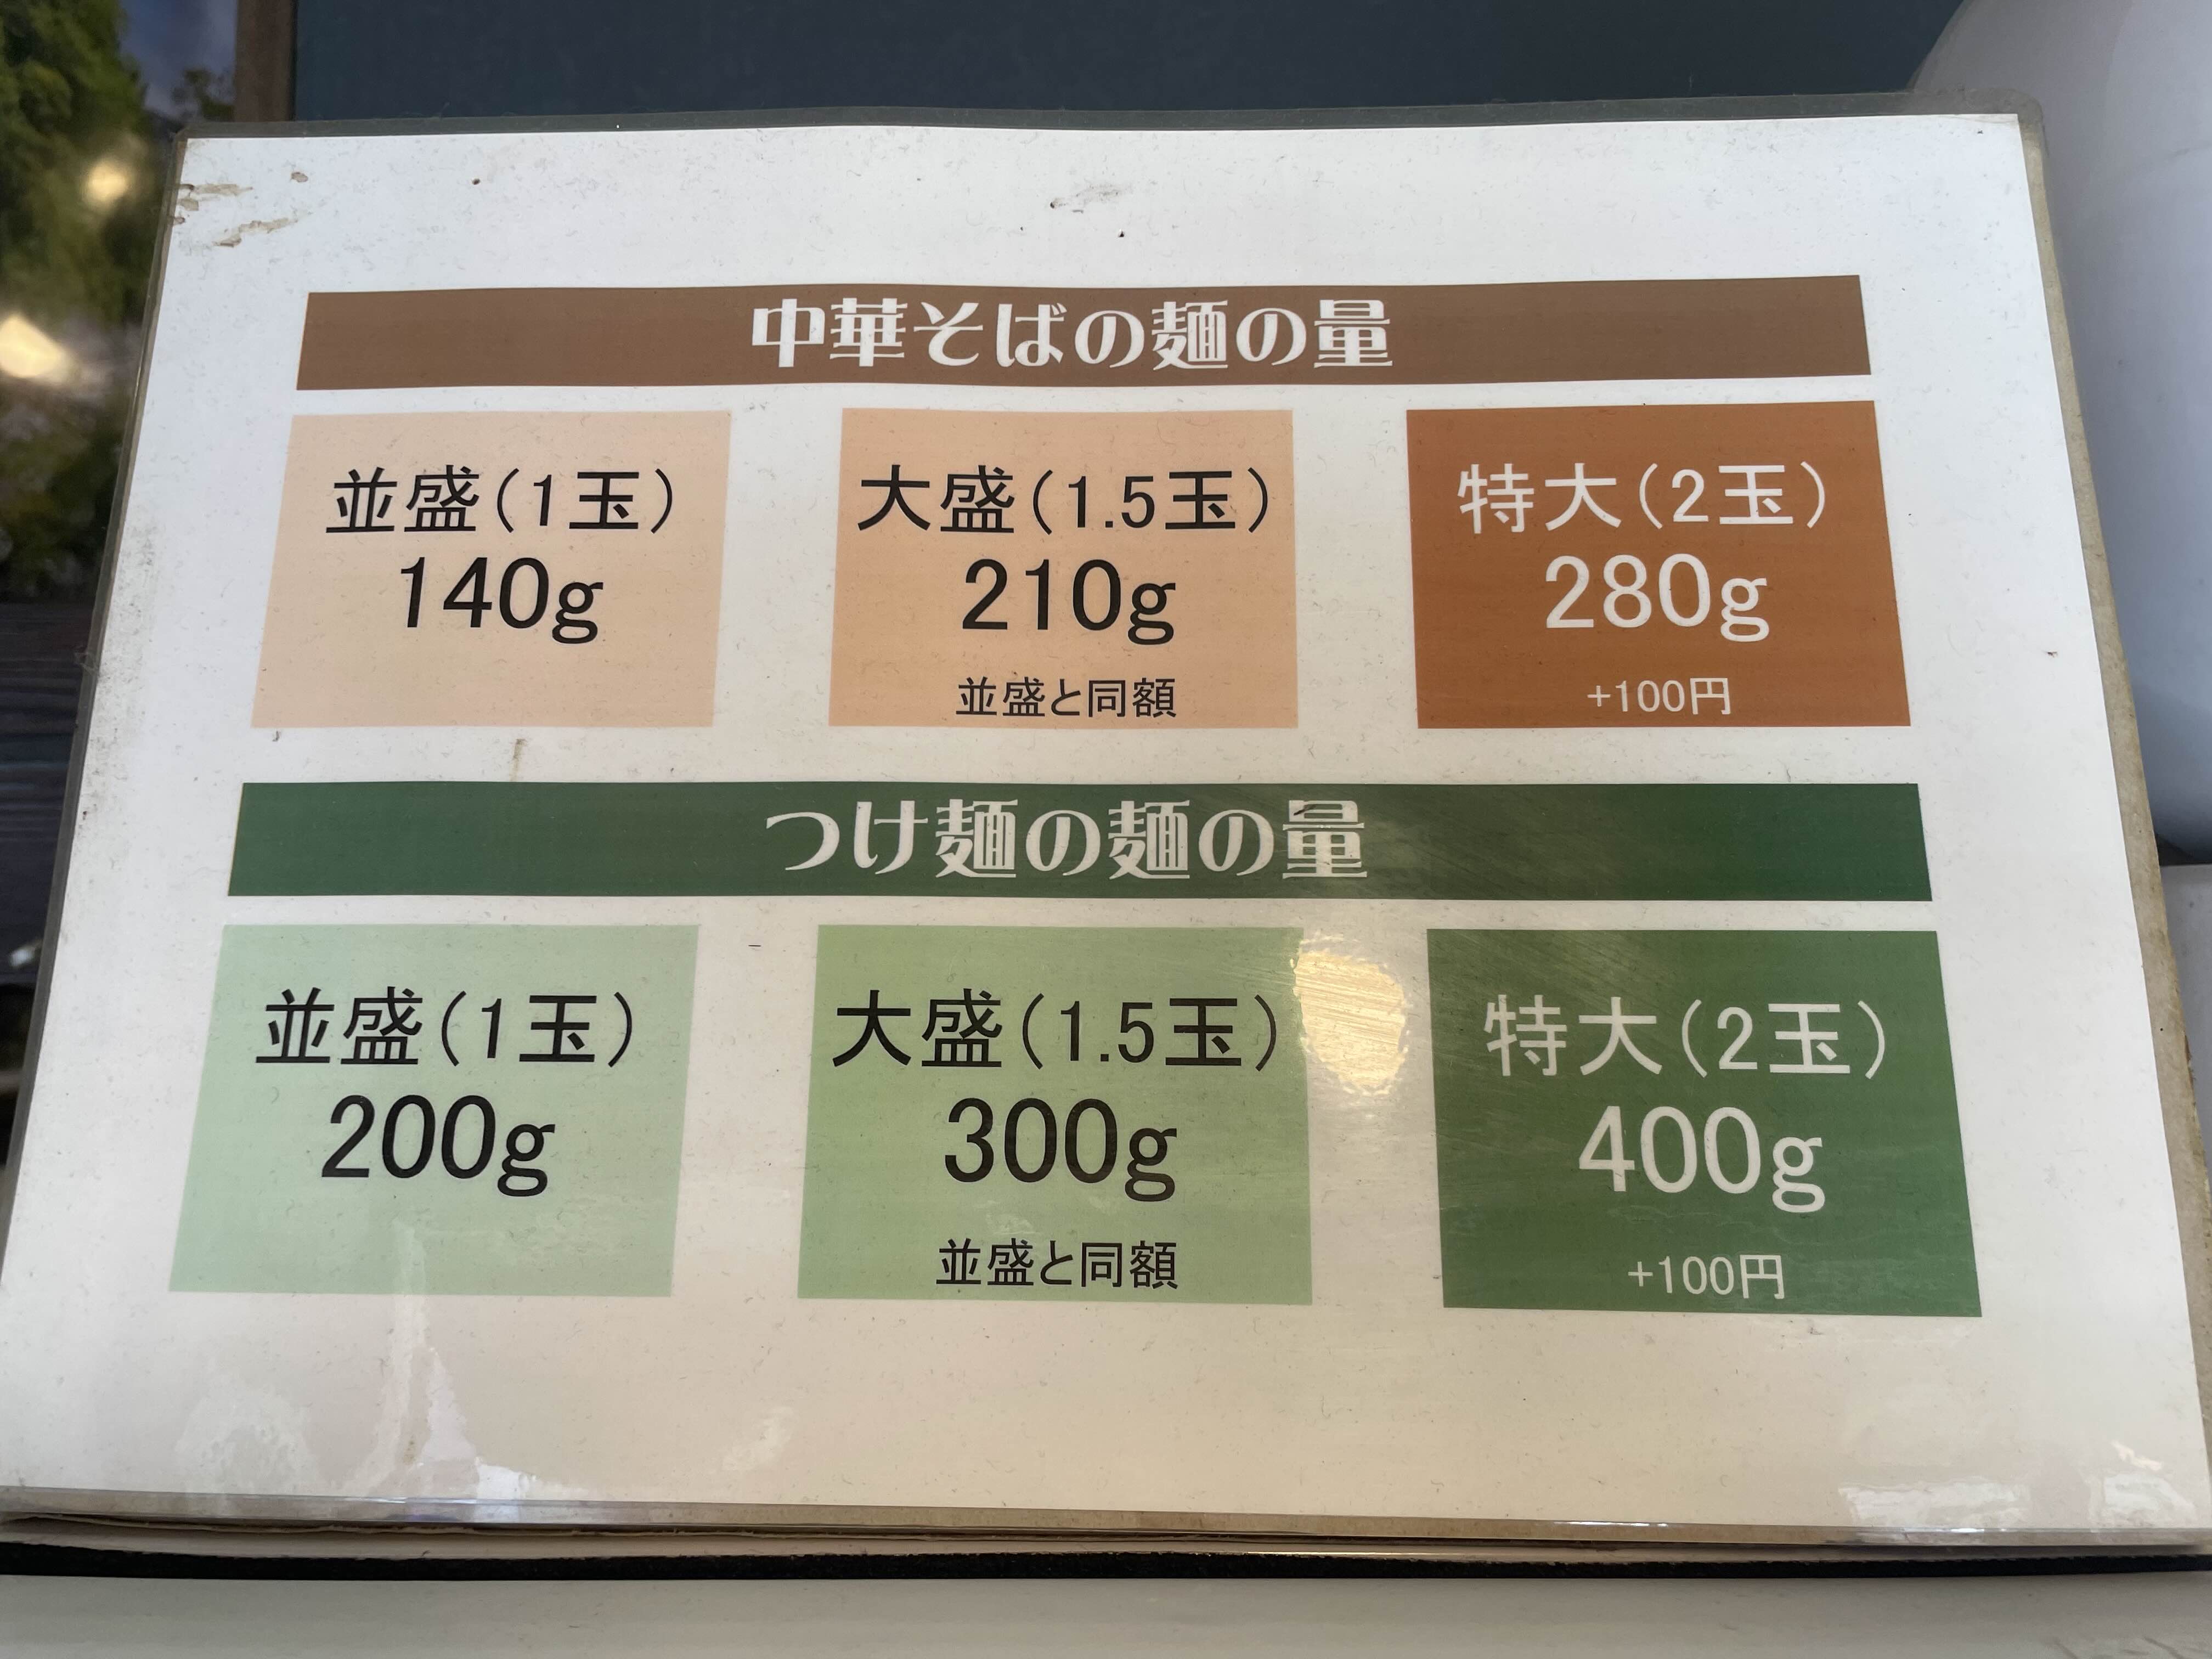 中華そばの麺の量
並盛（1玉）
140g
大盛（1.5玉）
210g
並盛と同額
特大（2玉）
280g
+100円
つけ麺の麺の量
並盛（1玉）
200g
大盛（1.5玉）
300g
並盛と同額
特大（2玉）
400g
+100円